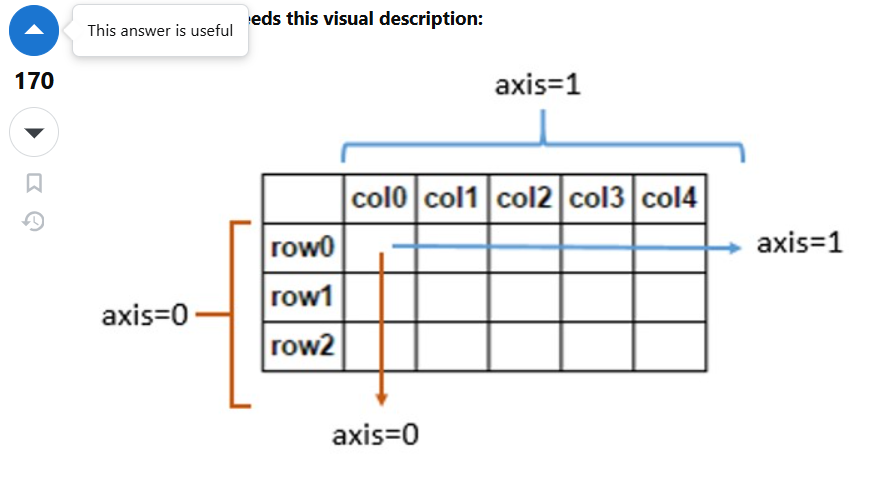 This answer is useful
eds this visual description:
170
axis=1
col0 col1 col2 col3 col4
row0
axis=1
row1
axis=0
row2
axis=0